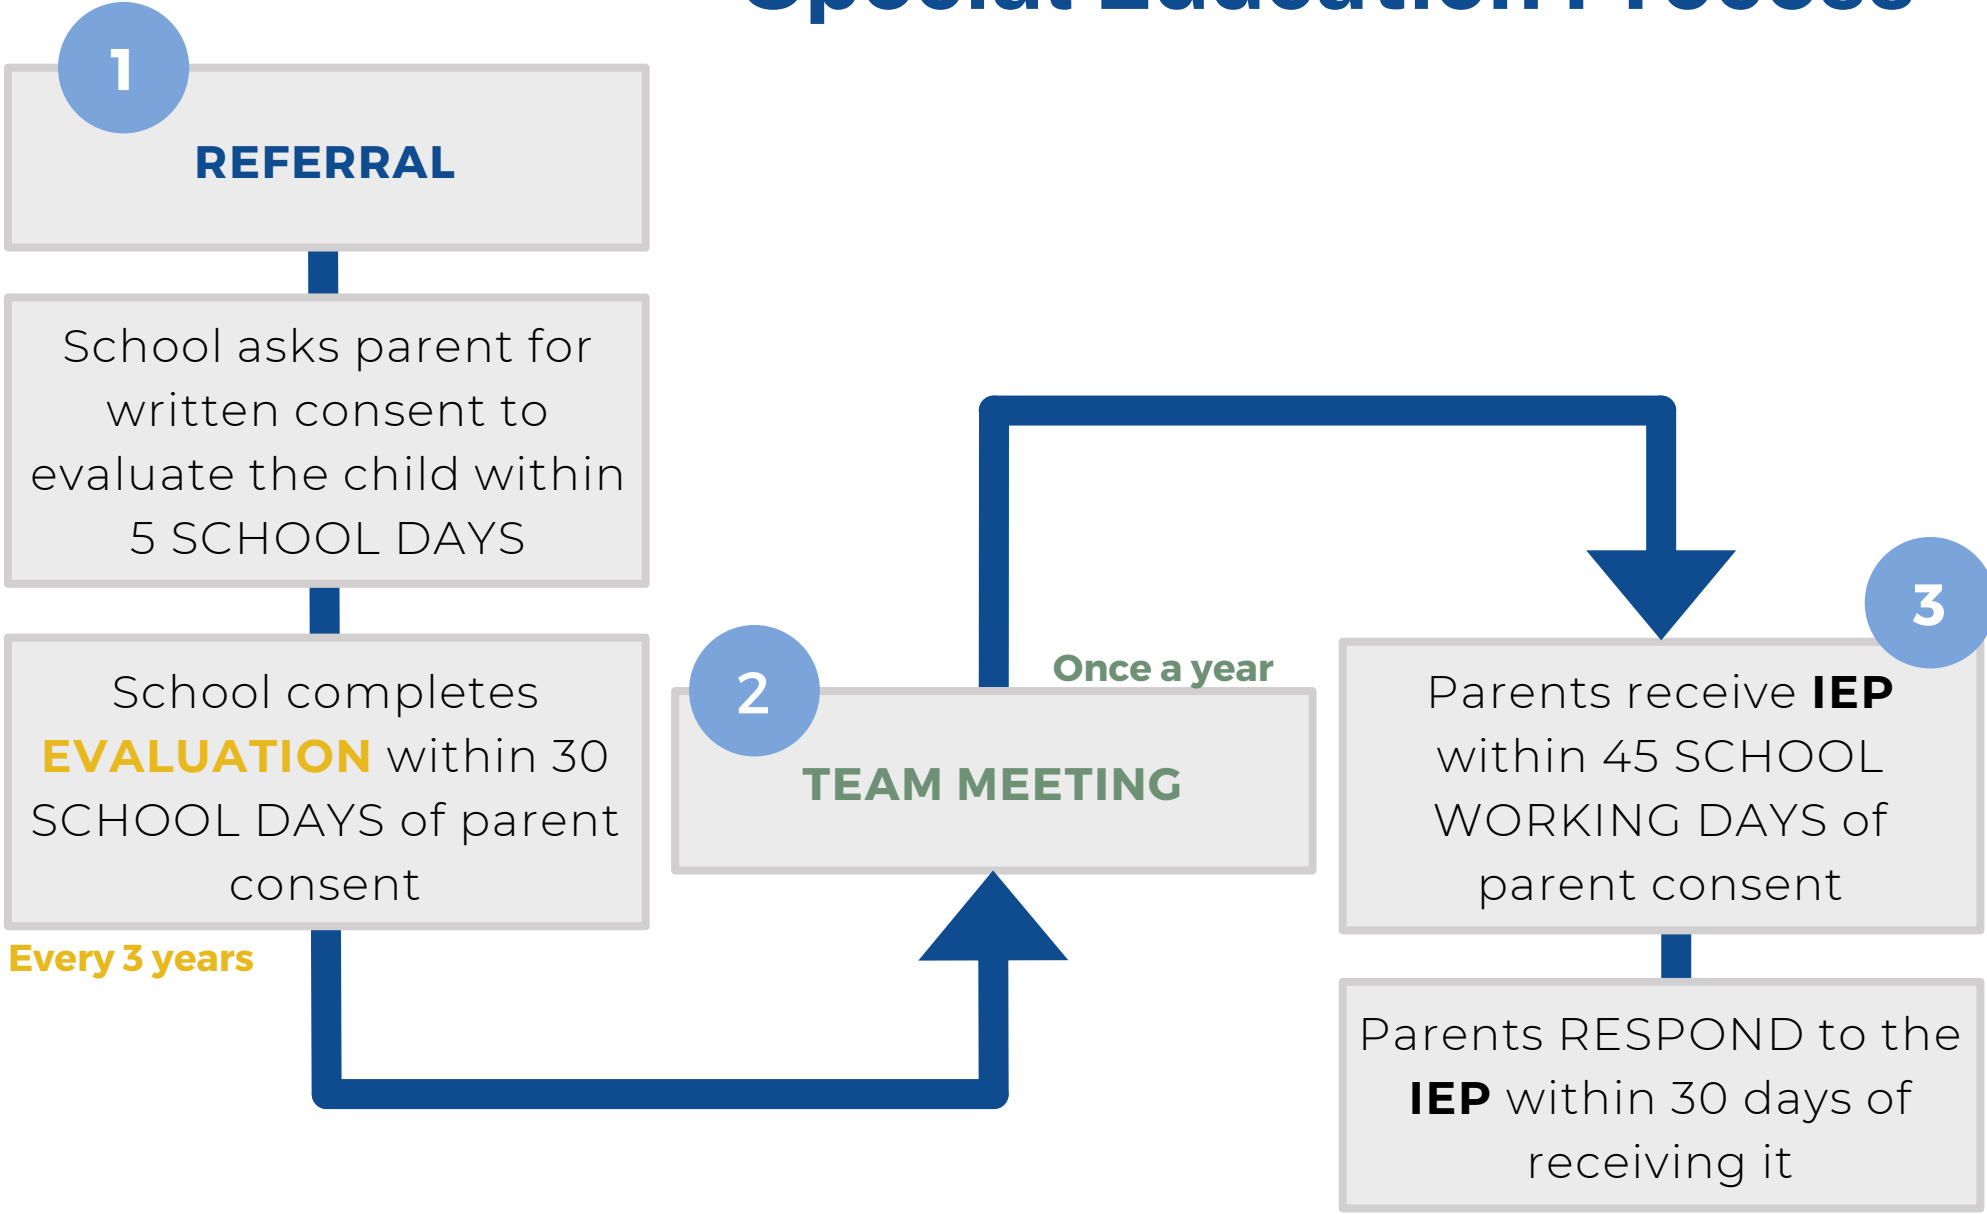 Special Education Process
1
REFERRAL
School asks parent for
written consent to
evaluate the child within
5 SCHOOL DAYS
School completes
EVALUATION within 30
SCHOOL DAYS of parent
consent
Every 3 years
2
Once a year
TEAM MEETING
3
Parents receive IEP
within 45 SCHOOL
WORKING DAYS of
parent consent
Parents RESPOND to the
IEP within 30 days of
receiving it